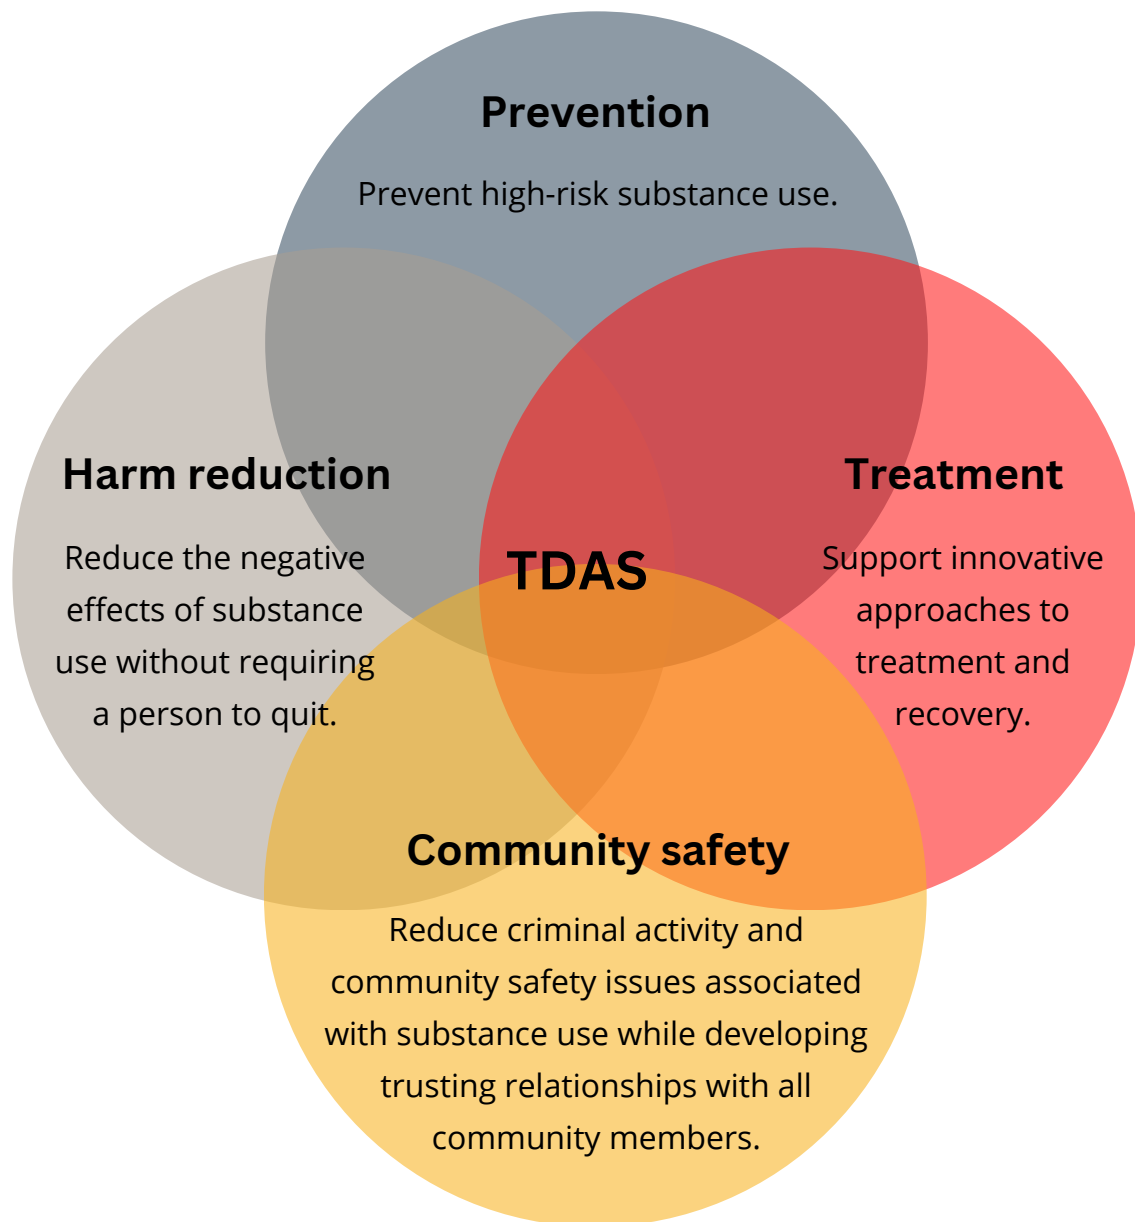 Prevention
Prevent high-risk substance use.
Harm reduction
Reduce the negative
effects of substance
use without requiring
a person to quit.
TDAS
Treatment
Support innovative
approaches to
treatment and
recovery.
Community safety
Reduce criminal activity and
community safety issues associated
with substance use while developing
trusting relationships with all
community members.